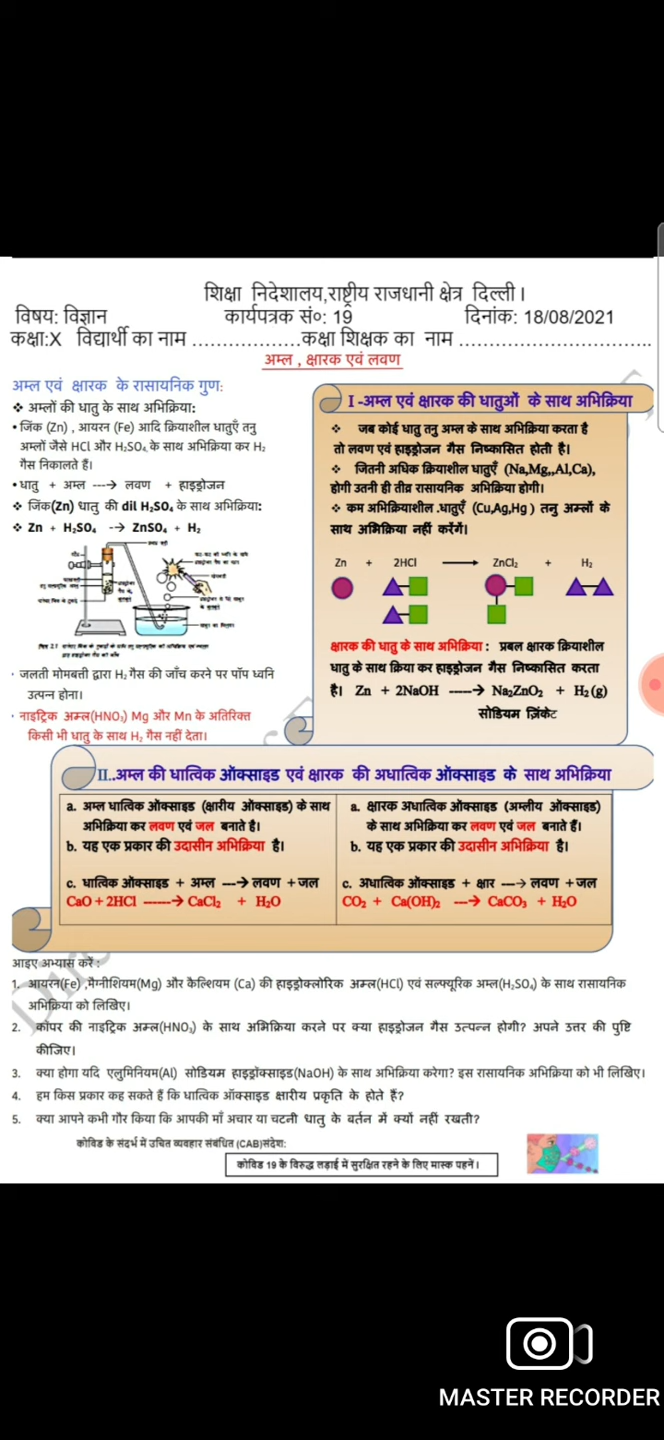 शिक्षा निदेशालय,राष्ट्रीय राजधानी क्षेत्र दिल्ली।
विषय: विज्ञान कार्यपत्रक सं०: 19 दिनांक: 18/08/2021
कक्षा:X विद्यार्थी का नाम ..................कक्षा शिक्षक का नाम ................................
अम्ल , क्षारक एवं लवण
अम्ल एवं क्षारक के रासायनिक गुण:
❖ अम्लों की धातु के साथ अभिक्रिया:
• जिंक (Zn) , आयरन (Fe) आदि क्रियाशील धातुएँ तनु
अम्लों जैसे HCl और H₂SO₄ के साथ अभिक्रिया कर H₂
गैस निकालते हैं।
• धातु + अम्ल ---→ लवण + हाइड्रोजन
❖ जिंक(Zn) धातु की dil H₂SO₄ के साथ अभिक्रिया:
❖ Zn + H₂SO₄ --→ ZnSO₄ + H₂
· जलती मोमबत्ती द्वारा H₂ गैस की जाँच करने पर पॉप ध्वनि
उत्पन्न होना।
· नाइट्रिक अम्ल(HNO₃) Mg और Mn के अतिरिक्त
किसी भी धातु के साथ H₂ गैस नहीं देता।
I -अम्ल एवं क्षारक की धातुओं के साथ अभिक्रिया
❖ जब कोई धातु तनु अम्ल के साथ अभिक्रिया करता है
तो लवण एवं हाइड्रोजन गैस निष्कासित होती है।
❖ जितनी अधिक क्रियाशील धातुएँ (Na,Mg,,Al,Ca),
होगी उतनी ही तीव्र रासायनिक अभिक्रिया होगी।
❖ कम अभिक्रियाशील .धातुएँ (Cu,Ag,Hg ) तनु अम्लों के
साथ अभिक्रिया नहीं करेंगे।
Zn + 2HCl ⟶ ZnCl₂ + H₂
क्षारक की धातु के साथ अभिक्रिया : प्रबल क्षारक क्रियाशील
धातु के साथ क्रिया कर हाइड्रोजन गैस निष्कासित करता
है। Zn + 2NaOH -----→ Na₂ZnO₂ + H₂(g)
सोडियम ज़िंकेट
II..अम्ल की धात्विक ऑक्साइड एवं क्षारक की अधात्विक ऑक्साइड के साथ अभिक्रिया
a. अम्ल धात्विक ऑक्साइड (क्षारीय ऑक्साइड) के साथ
अभिक्रिया कर लवण एवं जल बनाते है।
b. यह एक प्रकार की उदासीन अभिक्रिया है।
c. धात्विक ऑक्साइड + अम्ल ---→ लवण +जल
CaO + 2HCl ------→ CaCl₂ + H₂O
a. क्षारक अधात्विक ऑक्साइड (अम्लीय ऑक्साइड)
के साथ अभिक्रिया कर लवण एवं जल बनाते हैं।
b. यह एक प्रकार की उदासीन अभिक्रिया है।
c. अधात्विक ऑक्साइड + क्षार ---→ लवण +जल
CO₂ + Ca(OH)₂ ---→ CaCO₃ + H₂O
आइए अभ्यास करें :
1. आयरन(Fe) ,मैग्नीशियम(Mg) और कैल्शियम (Ca) की हाइड्रोक्लोरिक अम्ल(HCl) एवं सल्फ्यूरिक अम्ल(H₂SO₄) के साथ रासायनिक
अभिक्रिया को लिखिए।
2. कॉपर की नाइट्रिक अम्ल(HNO₃) के साथ अभिक्रिया करने पर क्या हाइड्रोजन गैस उत्पन्न होगी? अपने उत्तर की पुष्टि
कीजिए।
3. क्या होगा यदि एलुमिनियम(Al) सोडियम हाइड्रॉक्साइड(NaOH) के साथ अभिक्रिया करेगा? इस रासायनिक अभिक्रिया को भी लिखिए।
4. हम किस प्रकार कह सकते हैं कि धात्विक ऑक्साइड क्षारीय प्रकृति के होते हैं?
5. क्या आपने कभी गौर किया कि आपकी माँ अचार या चटनी धातु के बर्तन में क्यों नहीं रखती?
कोविड के संदर्भ में उचित व्यवहार संबंधित (CAB)संदेश:
कोविड 19 के विरुद्ध लड़ाई में सुरक्षित रहने के लिए मास्क पहनें।
MASTER RECORDER